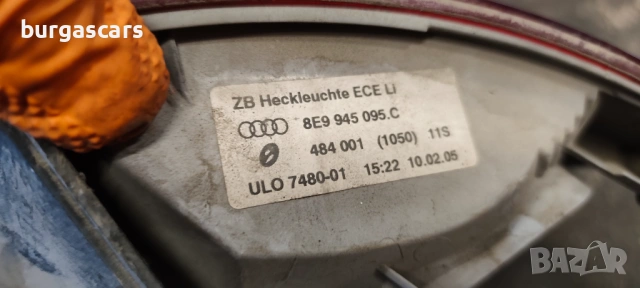 burgascars
ZB Heckleuchte ECE LI
8E9 945 095.C
484 001 (1050) 11S
ULO 7480-01 15:22 10.02.05
BAZAR